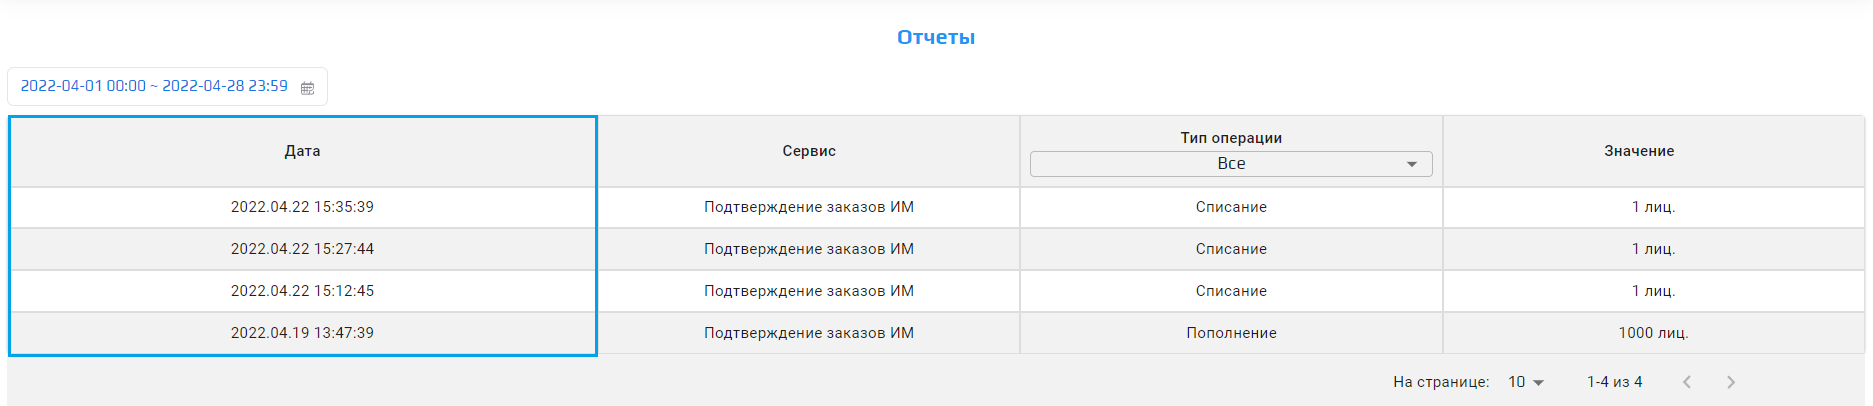 Отчеты
2022-04-01 00:00 ~ 2022-04-28 23:59
Дата Сервис Тип операции Значение
Все
2022.04.22 15:35:39 Подтверждение заказов ИМ Списание 1 лиц.
2022.04.22 15:27:44 Подтверждение заказов ИМ Списание 1 лиц.
2022.04.22 15:12:45 Подтверждение заказов ИМ Списание 1 лиц.
2022.04.19 13:47:39 Подтверждение заказов ИМ Пополнение 1000 лиц.
На странице: 10 1-4 из 4